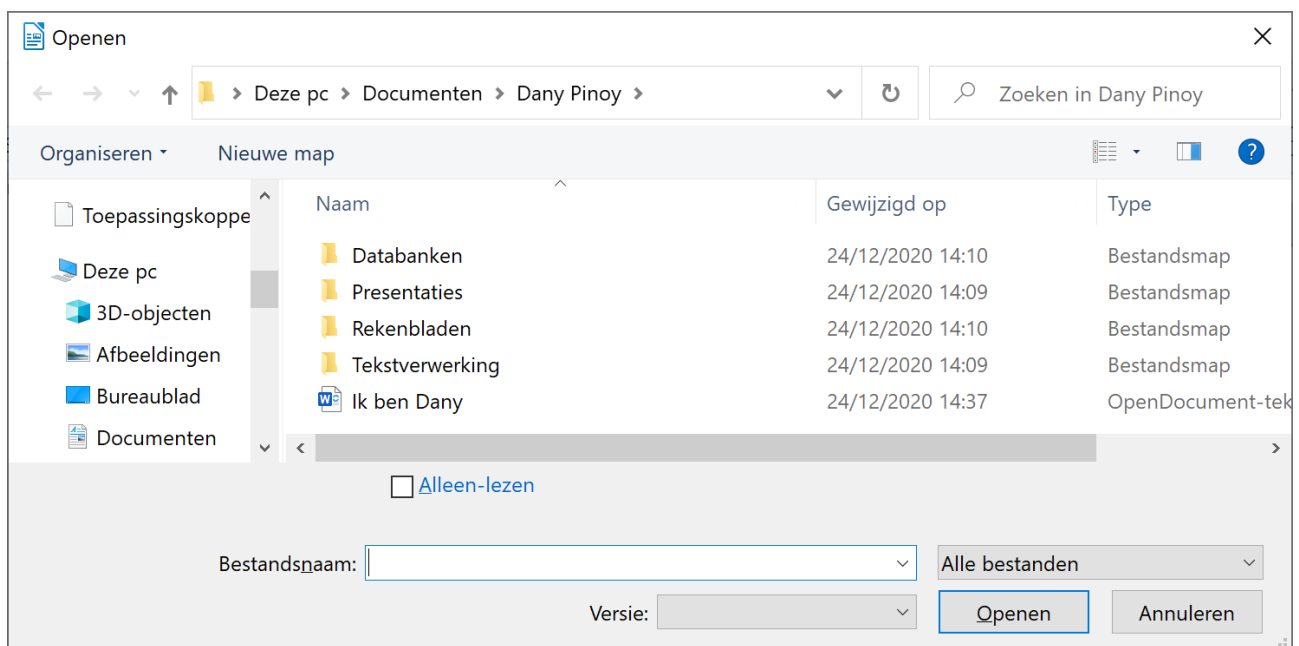 Openen
Deze pc Documenten Dany Pinoy Zoeken in Dany Pinoy
Organiseren Nieuwe map ?
Naam Gewijzigd op Type
Toepassingskoppe
Deze pc
3D-objecten
Afbeeldingen
Bureaublad
Documenten
Databanken 24/12/2020 14:10 Bestandsmap
Presentaties 24/12/2020 14:09 Bestandsmap
Rekenbladen 24/12/2020 14:10 Bestandsmap
Tekstverwerking 24/12/2020 14:09 Bestandsmap
Ik ben Dany 24/12/2020 14:37 OpenDocument-tek
Alleen-lezen
Bestandsnaam: Alle bestanden
Versie: Openen Annuleren